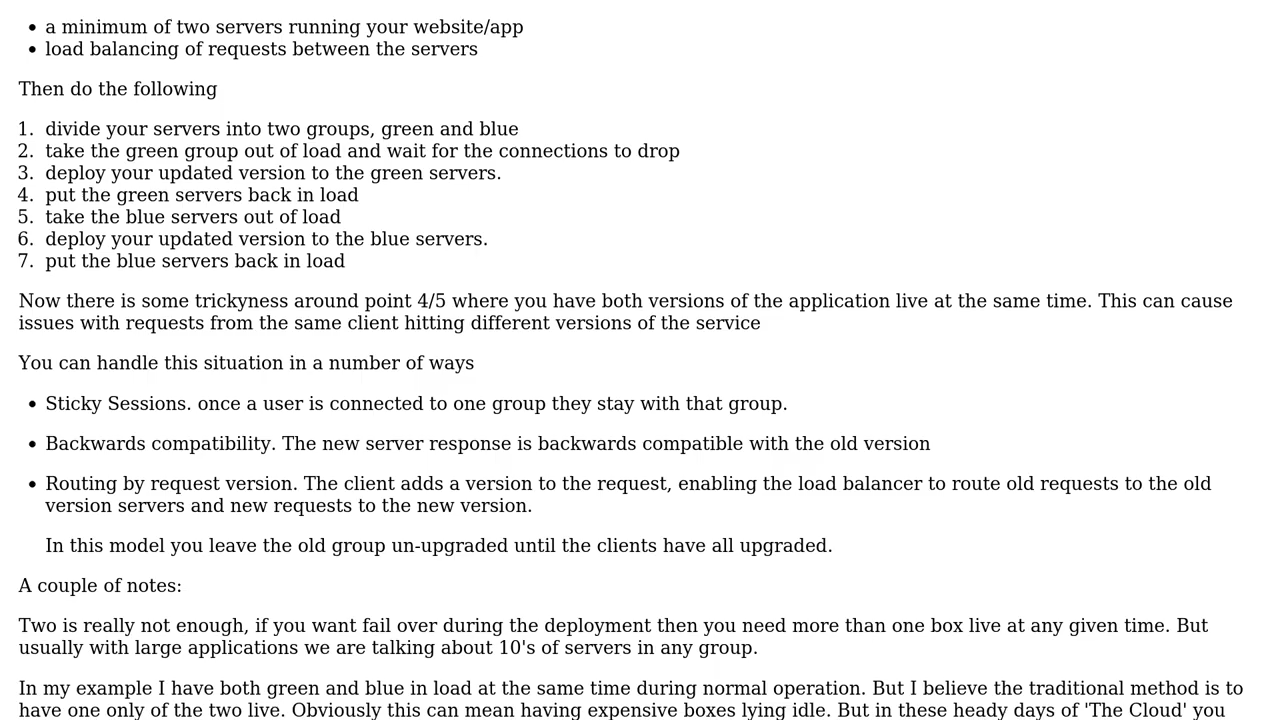 • a minimum of two servers running your website/app
• load balancing of requests between the servers
Then do the following
1. divide your servers into two groups, green and blue
2. take the green group out of load and wait for the connections to drop
3. deploy your updated version to the green servers.
4. put the green servers back in load
5. take the blue servers out of load
6. deploy your updated version to the blue servers.
7. put the blue servers back in load
Now there is some trickyness around point 4/5 where you have both versions of the application live at the same time. This can cause
issues with requests from the same client hitting different versions of the service
You can handle this situation in a number of ways
• Sticky Sessions. once a user is connected to one group they stay with that group.
• Backwards compatibility. The new server response is backwards compatible with the old version
• Routing by request version. The client adds a version to the request, enabling the load balancer to route old requests to the old
version servers and new requests to the new version.
In this model you leave the old group un-upgraded until the clients have all upgraded.
A couple of notes:
Two is really not enough, if you want fail over during the deployment then you need more than one box live at any given time. But
usually with large applications we are talking about 10's of servers in any group.
In my example I have both green and blue in load at the same time during normal operation. But I believe the traditional method is to
have one only of the two live. Obviously this can mean having expensive boxes lying idle. But in these heady days of 'The Cloud' you